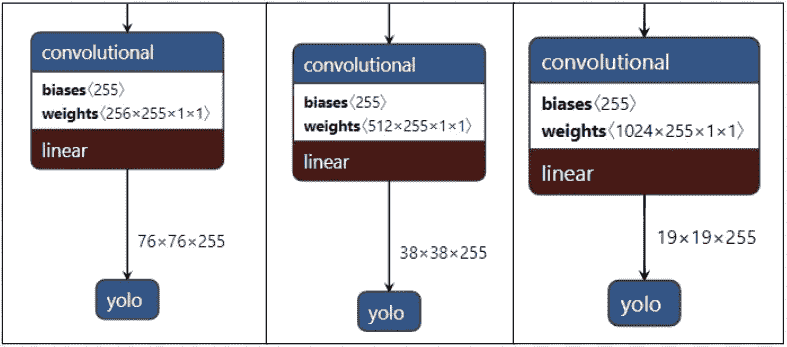 convolutional
biases⟨255⟩
weights⟨256×255×1×1⟩
linear
76×76×255
yolo
convolutional
biases⟨255⟩
weights⟨512×255×1×1⟩
linear
38×38×255
yolo
convolutional
biases⟨255⟩
weights⟨1024×255×1×1⟩
linear
19×19×255
yolo